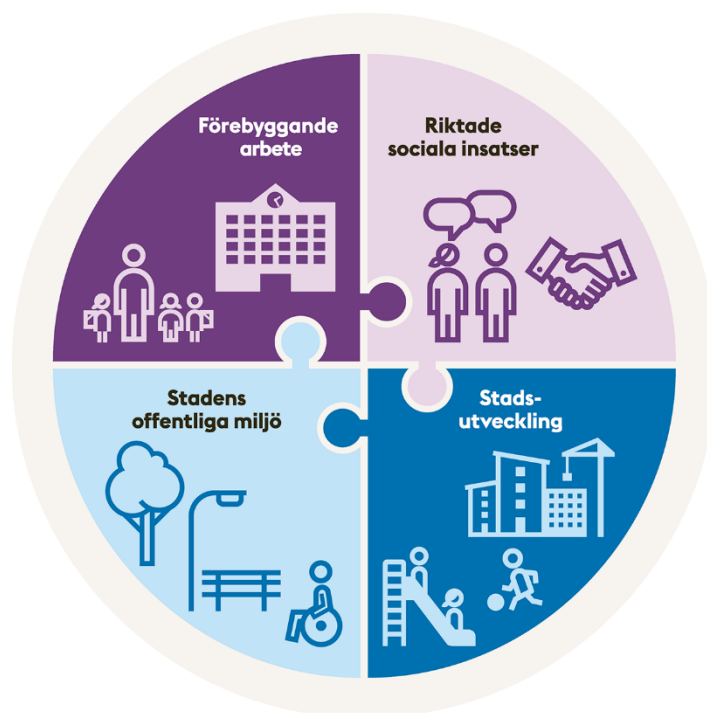 Förebyggande
arbete
Riktade
sociala insatser
Stadens
offentliga miljö
Stads-
utveckling